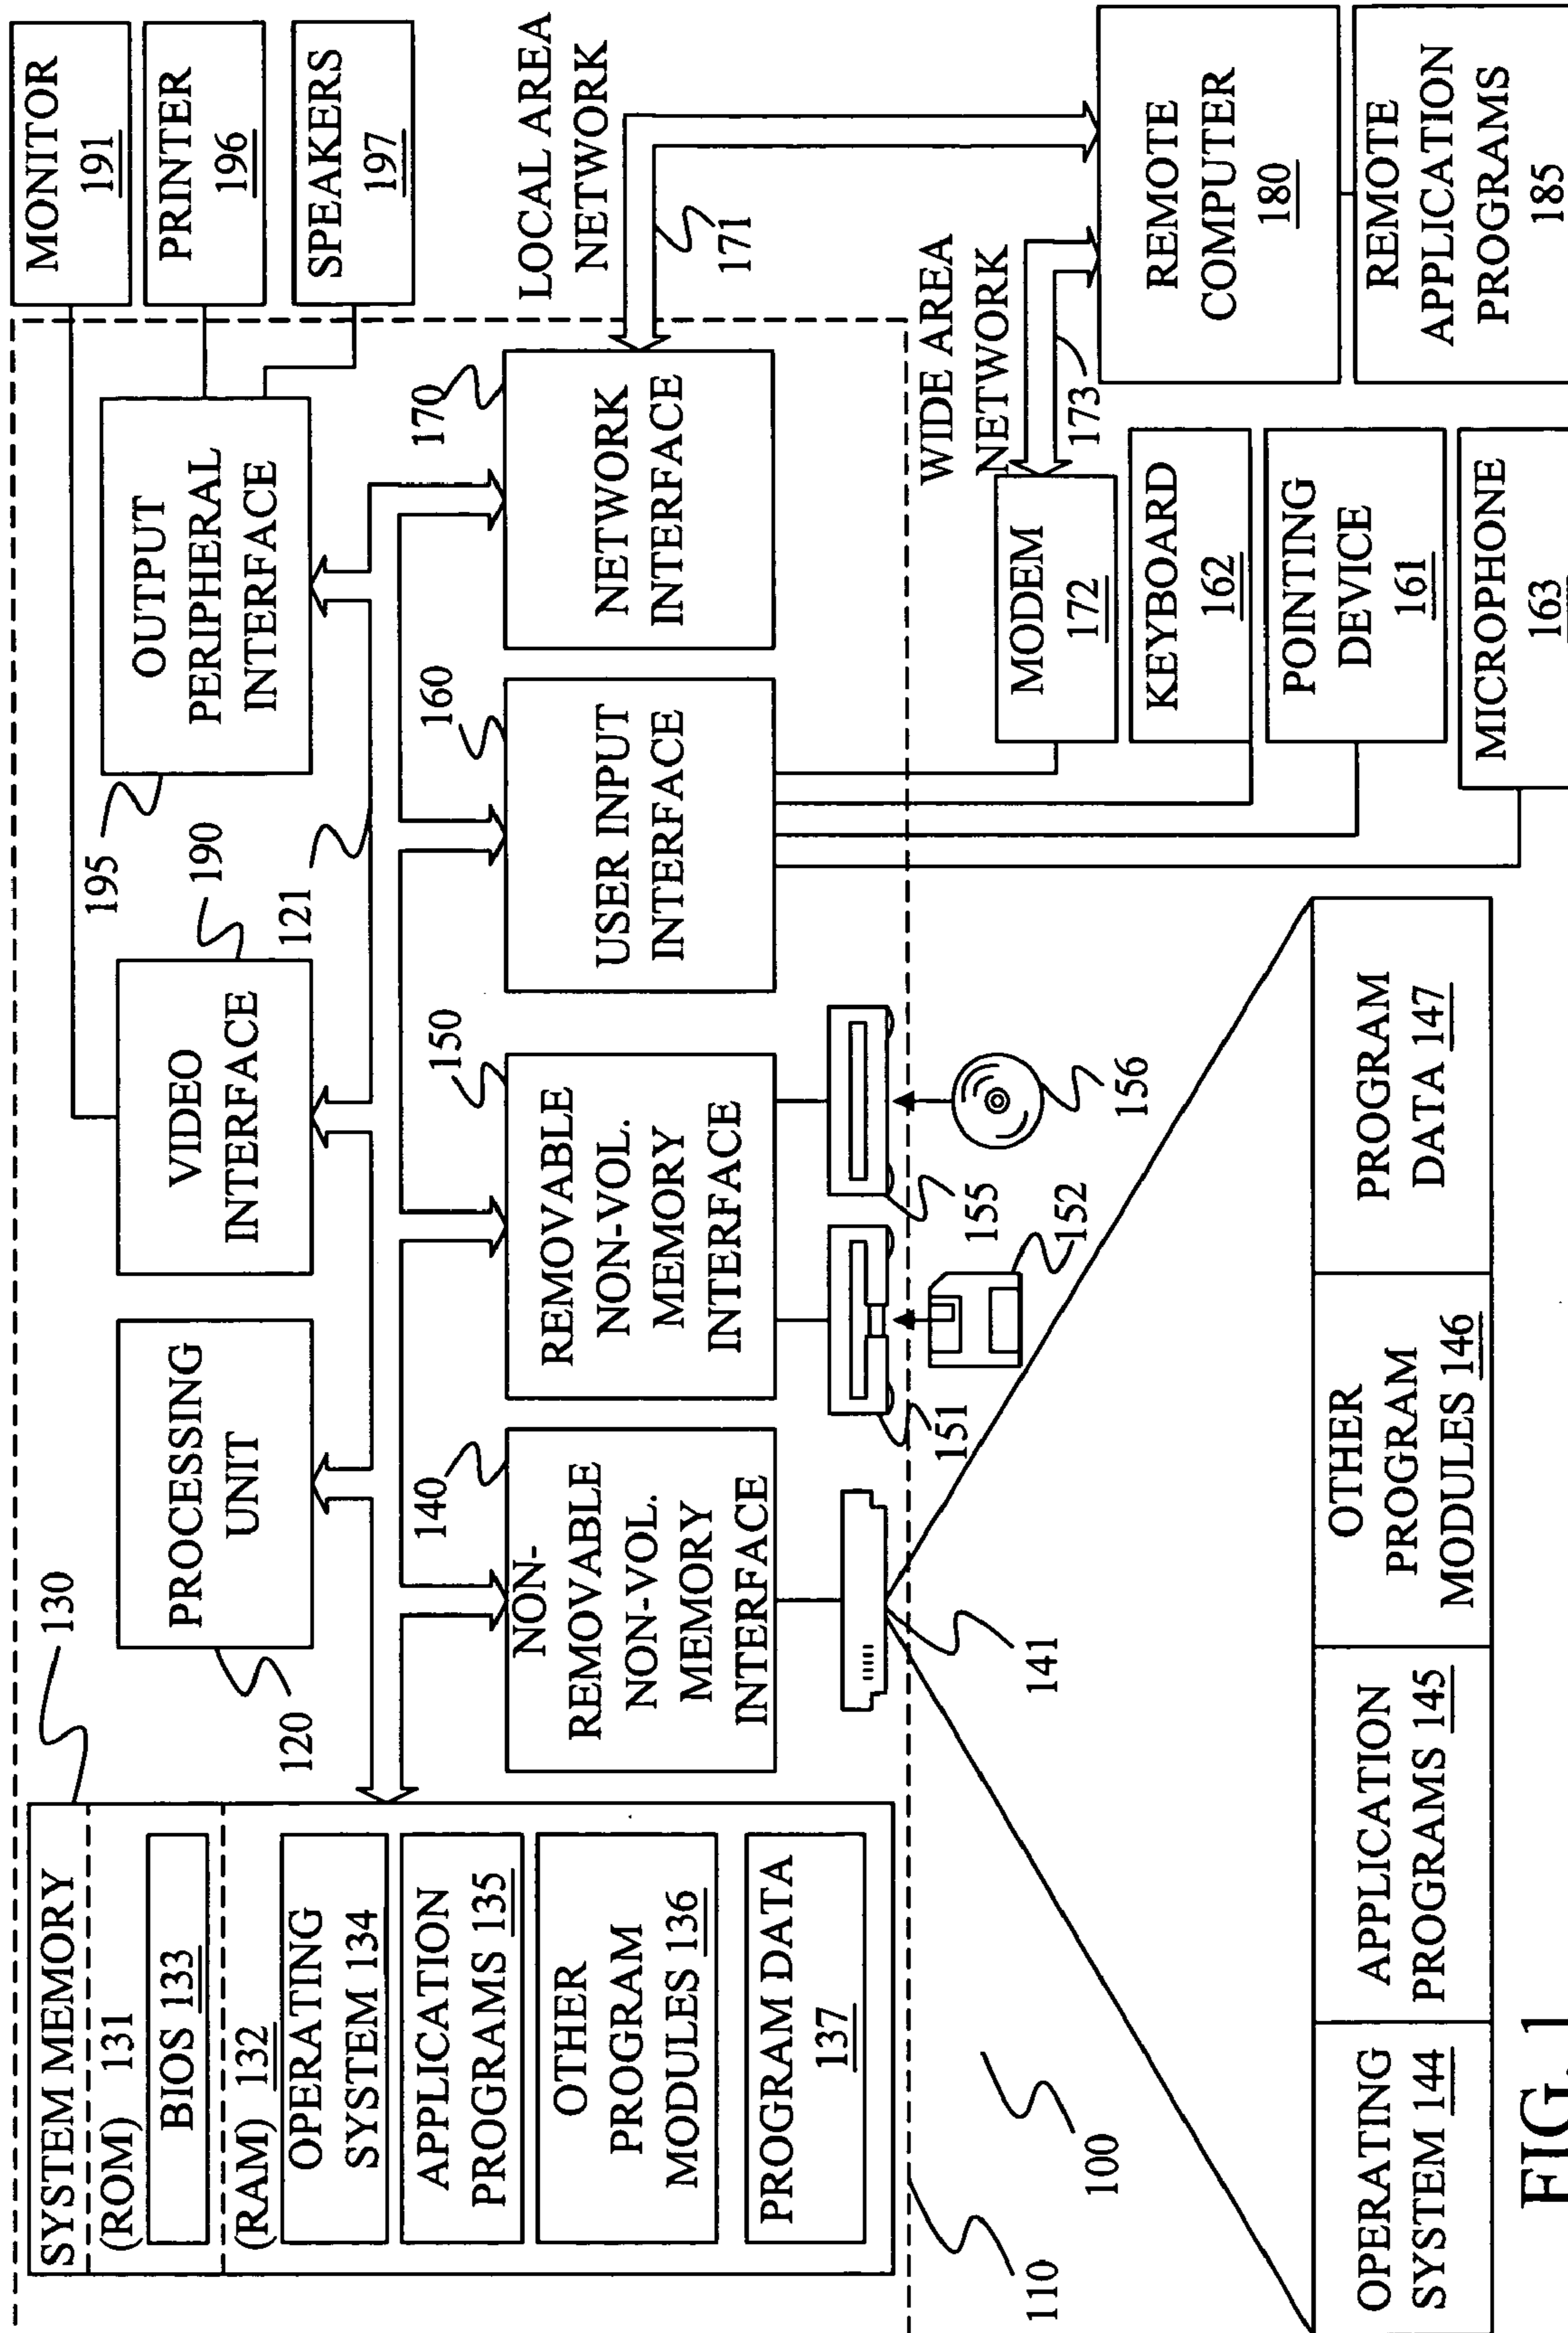 SYSTEM MEMORY
(ROM) 131
BIOS 133
(RAM) 132
OPERATING
SYSTEM 134
APPLICATION
PROGRAMS 135
OTHER
PROGRAM
MODULES 136
PROGRAM DATA
137
130
120
PROCESSING
UNIT
VIDEO
INTERFACE
190
121
195
OUTPUT
PERIPHERAL
INTERFACE
MONITOR
191
PRINTER
196
SPEAKERS
197
140
NON-
REMOVABLE
NON-VOL.
MEMORY
INTERFACE
150
REMOVABLE
NON-VOL.
MEMORY
INTERFACE
160
USER INPUT
INTERFACE
170
NETWORK
INTERFACE
LOCAL AREA
NETWORK
171
WIDE AREA
NETWORK
173
141
151
152
155
156
MODEM
172
KEYBOARD
162
POINTING
DEVICE
161
MICROPHONE
163
REMOTE
COMPUTER
180
REMOTE
APPLICATION
PROGRAMS
185
110
100
OPERATING
SYSTEM 144
APPLICATION
PROGRAMS 145
OTHER
PROGRAM
MODULES 146
PROGRAM
DATA 147
FIG. 1